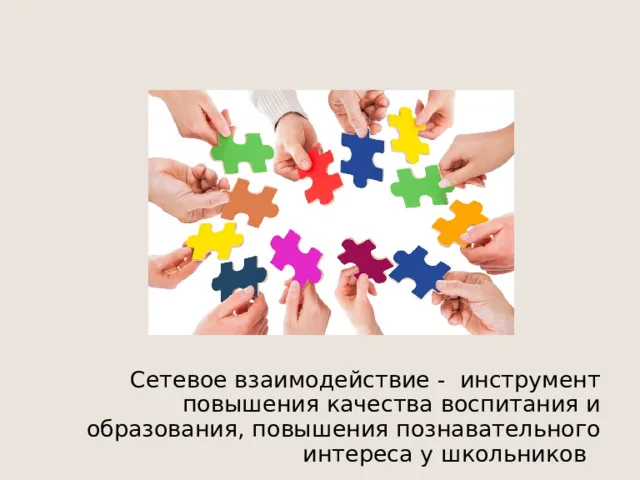 Сетевое взаимодействие -  инструмент
повышения качества воспитания и
образования, повышения познавательного
интереса у школьников